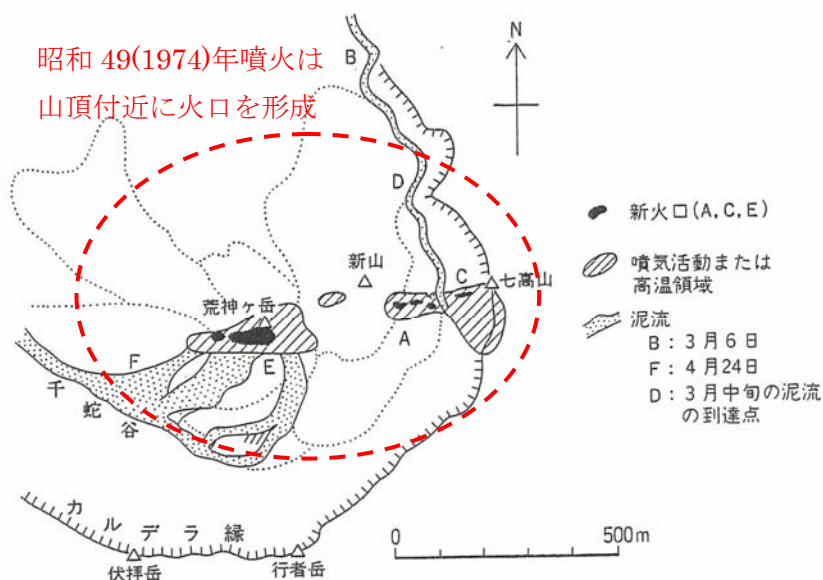 昭和 49(1974)年噴火は
山頂付近に火口を形成
N
B
D
新山
C
七高山
荒神ヶ岳
A
F
E
千蛇谷
カルデラ縁
伏拝岳
行者岳
0
500m
新火口(A,C,E)
噴気活動または
高温領域
泥流
B:3月6日
F:4月24日
D:3月中旬の泥流
の到達点